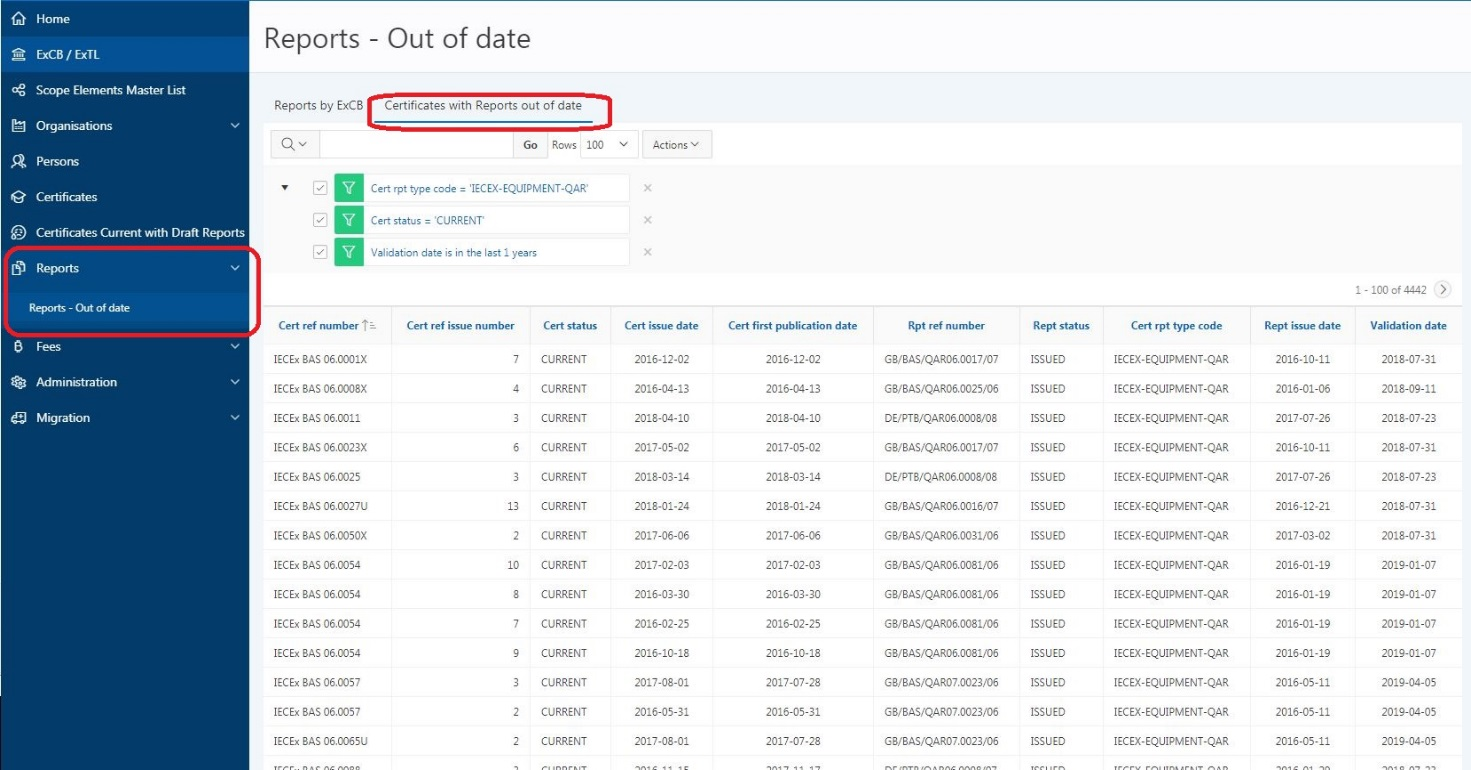 Home
ExCB / ExTL
Scope Elements Master List
Organisations
Persons
Certificates
Certificates Current with Draft Reports
Reports
Reports - Out of date
Fees
Administration
Migration
Reports - Out of date
Reports by ExCB Certificates with Reports out of date
Go Rows 100 Actions
Cert rpt type code = 'IECEX-EQUIPMENT-QAR'
Cert status = 'CURRENT'
Validation date is in the last 1 years
1 - 100 of 4442
Cert ref number Cert ref issue number Cert status Cert issue date Cert first publication date Rpt ref number Rept status Cert rpt type code Rept issue date Validation date
IECEx BAS 06.0001X 7 CURRENT 2016-12-02 2016-12-02 GB/BAS/QAR06.0017/07 ISSUED IECEX-EQUIPMENT-QAR 2016-10-11 2018-07-31
IECEx BAS 06.0008X 4 CURRENT 2016-04-13 2016-04-13 GB/BAS/QAR06.0025/06 ISSUED IECEX-EQUIPMENT-QAR 2016-01-06 2018-09-11
IECEx BAS 06.0011 3 CURRENT 2018-04-10 2018-04-10 DE/PTB/QAR06.0008/08 ISSUED IECEX-EQUIPMENT-QAR 2017-07-26 2018-07-23
IECEx BAS 06.0023X 6 CURRENT 2017-05-02 2017-05-02 GB/BAS/QAR06.0017/07 ISSUED IECEX-EQUIPMENT-QAR 2016-10-11 2018-07-31
IECEx BAS 06.0025 3 CURRENT 2018-03-14 2018-03-14 DE/PTB/QAR06.0008/08 ISSUED IECEX-EQUIPMENT-QAR 2017-07-26 2018-07-23
IECEx BAS 06.0027U 13 CURRENT 2018-01-24 2018-01-24 GB/BAS/QAR06.0016/07 ISSUED IECEX-EQUIPMENT-QAR 2016-12-21 2018-07-31
IECEx BAS 06.0050X 2 CURRENT 2017-06-06 2017-06-06 GB/BAS/QAR06.0031/06 ISSUED IECEX-EQUIPMENT-QAR 2017-03-02 2018-07-31
IECEx BAS 06.0054 10 CURRENT 2017-02-03 2017-02-03 GB/BAS/QAR06.0081/06 ISSUED IECEX-EQUIPMENT-QAR 2016-01-19 2019-01-07
IECEx BAS 06.0054 8 CURRENT 2016-03-30 2016-03-30 GB/BAS/QAR06.0081/06 ISSUED IECEX-EQUIPMENT-QAR 2016-01-19 2019-01-07
IECEx BAS 06.0054 7 CURRENT 2016-02-25 2016-02-25 GB/BAS/QAR06.0081/06 ISSUED IECEX-EQUIPMENT-QAR 2016-01-19 2019-01-07
IECEx BAS 06.0054 9 CURRENT 2016-10-18 2016-10-18 GB/BAS/QAR06.0081/06 ISSUED IECEX-EQUIPMENT-QAR 2016-01-19 2019-01-07
IECEx BAS 06.0057 3 CURRENT 2017-08-01 2017-07-28 GB/BAS/QAR07.0023/06 ISSUED IECEX-EQUIPMENT-QAR 2016-05-11 2019-04-05
IECEx BAS 06.0057 2 CURRENT 2016-05-31 2016-05-31 GB/BAS/QAR07.0023/06 ISSUED IECEX-EQUIPMENT-QAR 2016-05-11 2019-04-05
IECEx BAS 06.0065U 2 CURRENT 2017-08-01 2017-07-28 GB/BAS/QAR07.0023/06 ISSUED IECEX-EQUIPMENT-QAR 2016-05-11 2019-04-05